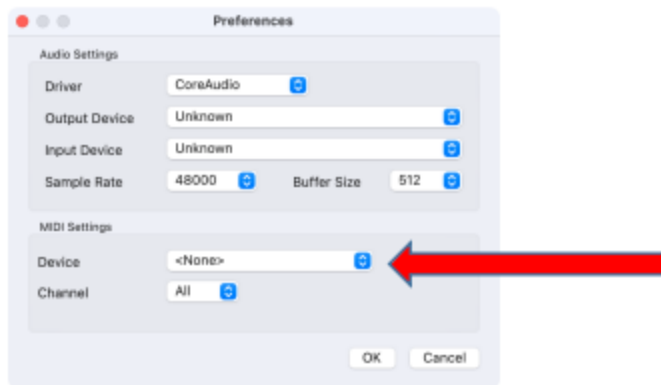 Preferences
Audio Settings
Driver CoreAudio
Output Device Unknown
Input Device Unknown
Sample Rate 48000 Buffer Size 512
MIDI Settings
Device <None>
Channel All
OK Cancel